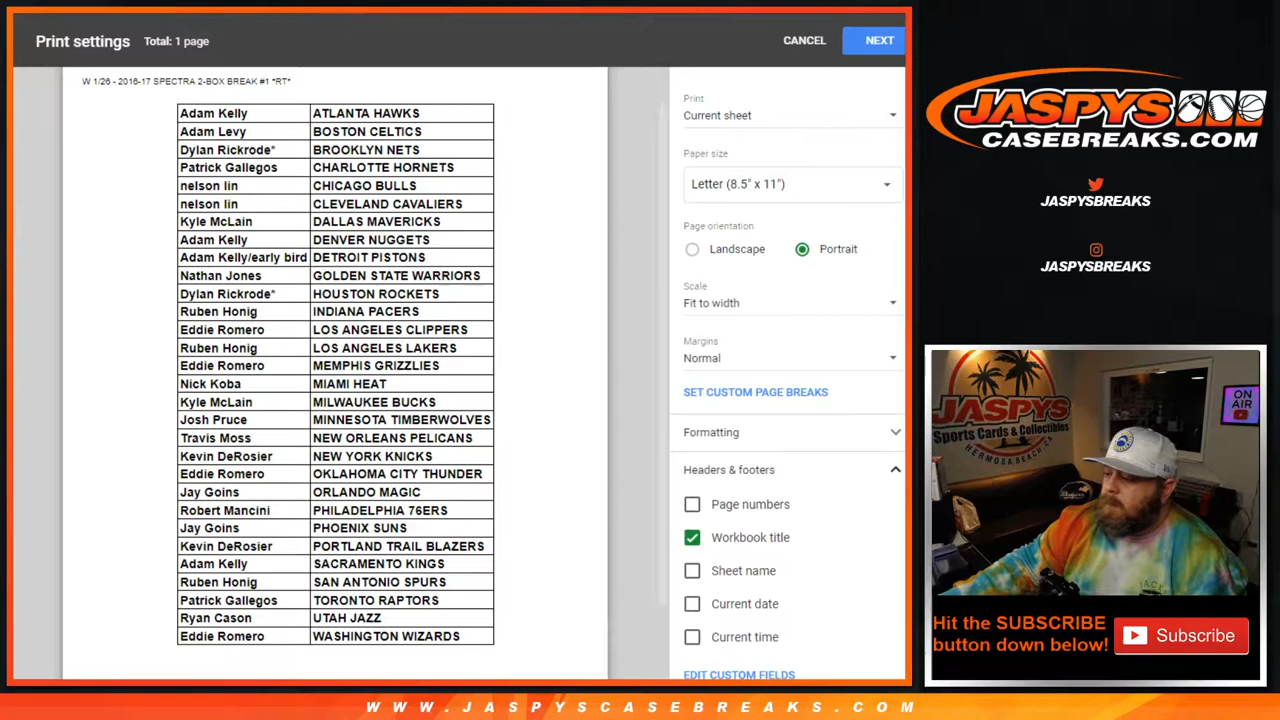 Print settings Total: 1 page CANCEL NEXT
W 1/26 - 2016-17 SPECTRA 2-BOX BREAK #1 *RT*
Adam Kelly ATLANTA HAWKS
Adam Levy BOSTON CELTICS
Dylan Rickrode* BROOKLYN NETS
Patrick Gallegos CHARLOTTE HORNETS
nelson lin CHICAGO BULLS
nelson lin CLEVELAND CAVALIERS
Kyle McLain DALLAS MAVERICKS
Adam Kelly DENVER NUGGETS
Adam Kelly/early bird DETROIT PISTONS
Nathan Jones GOLDEN STATE WARRIORS
Dylan Rickrode* HOUSTON ROCKETS
Ruben Honig INDIANA PACERS
Eddie Romero LOS ANGELES CLIPPERS
Ruben Honig LOS ANGELES LAKERS
Eddie Romero MEMPHIS GRIZZLIES
Nick Koba MIAMI HEAT
Kyle McLain MILWAUKEE BUCKS
Josh Pruce MINNESOTA TIMBERWOLVES
Travis Moss NEW ORLEANS PELICANS
Kevin DeRosier NEW YORK KNICKS
Eddie Romero OKLAHOMA CITY THUNDER
Jay Goins ORLANDO MAGIC
Robert Mancini PHILADELPHIA 76ERS
Jay Goins PHOENIX SUNS
Kevin DeRosier PORTLAND TRAIL BLAZERS
Adam Kelly SACRAMENTO KINGS
Ruben Honig SAN ANTONIO SPURS
Patrick Gallegos TORONTO RAPTORS
Ryan Cason UTAH JAZZ
Eddie Romero WASHINGTON WIZARDS
Print
Current sheet
Paper size
Letter (8.5" x 11")
Page orientation
Landscape Portrait
Scale
Fit to width
Margins
Normal
SET CUSTOM PAGE BREAKS
Formatting
Headers & footers
Page numbers
Workbook title
Sheet name
Current date
Current time
EDIT CUSTOM FIELDS
JASPYS
CASEBREAKS.COM
JASPYSBREAKS
JASPYSBREAKS
JASPYS
Sports Cards & Collectibles
HERMOSA BEACH, CA
ON
AIR
Hit the SUBSCRIBE
button down below!
Subscribe
WWW.JASPYSCASEBREAKS.COM